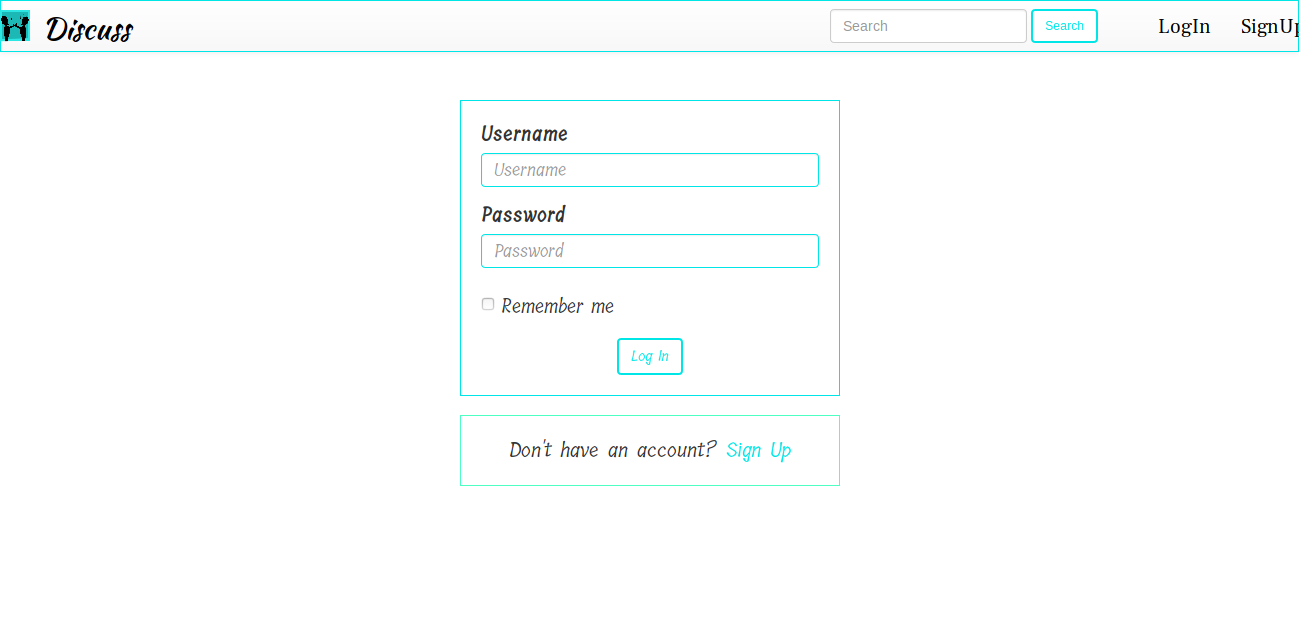 Discuss Search Search LogIn SignUp
Username
Username
Password
Password
Remember me
Log In
Don't have an account? Sign Up